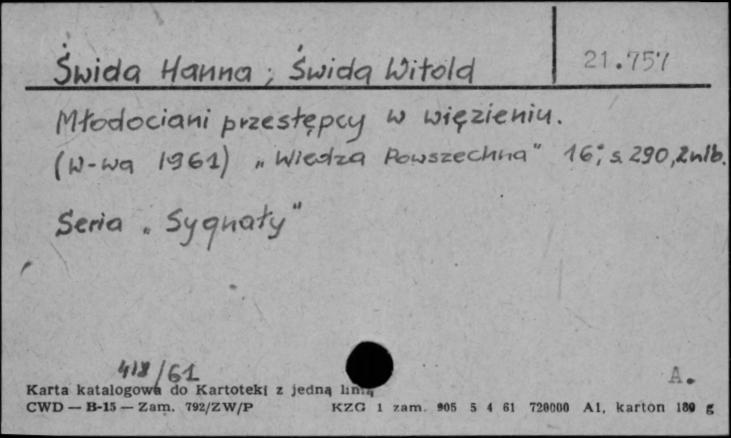 Świda Hanna; Świda Witold
21.757
Młodociani przestępcy w więzieniu.
(W-wa 1961) „Wiedza Powszechna" 16°; s. 290, 2 nlb.
Seria „Sygnały"
418/61
A.
Karta katalogowa do Kartoteki z jedną linią
CWD — B-15 — Zam. 792/ZW/P KZG 1 zam. 905 5 4 61 720000 A1, karton 180 g